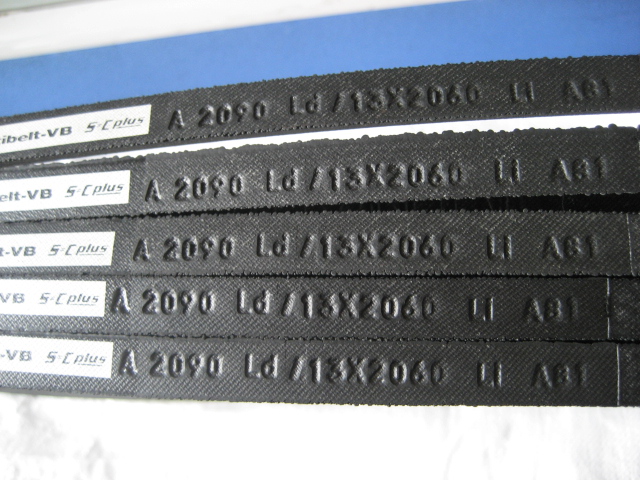 ibelt-VB S=C plus A 2090 Ld /13X2060 Li A81
elt-VB S=C plus A 2090 Ld /13X2060 Li A81
t-VB S=C plus A 2090 Ld /13X2060 Li A81
-VB S=C plus A 2090 Ld /13X2060 Li A81
-VB S=C plus A 2090 Ld /13X2060 Li A81